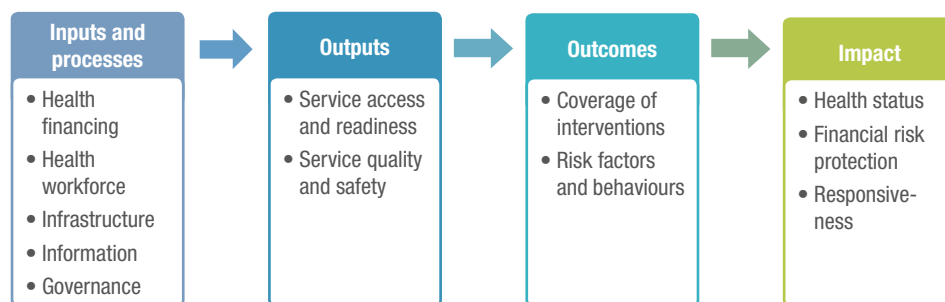 Inputs and
processes
• Health
financing
• Health
workforce
• Infrastructure
• Information
• Governance
Outputs
• Service access
and readiness
• Service quality
and safety
Outcomes
• Coverage of
interventions
• Risk factors
and behaviours
Impact
• Health status
• Financial risk
protection
• Responsive-
ness